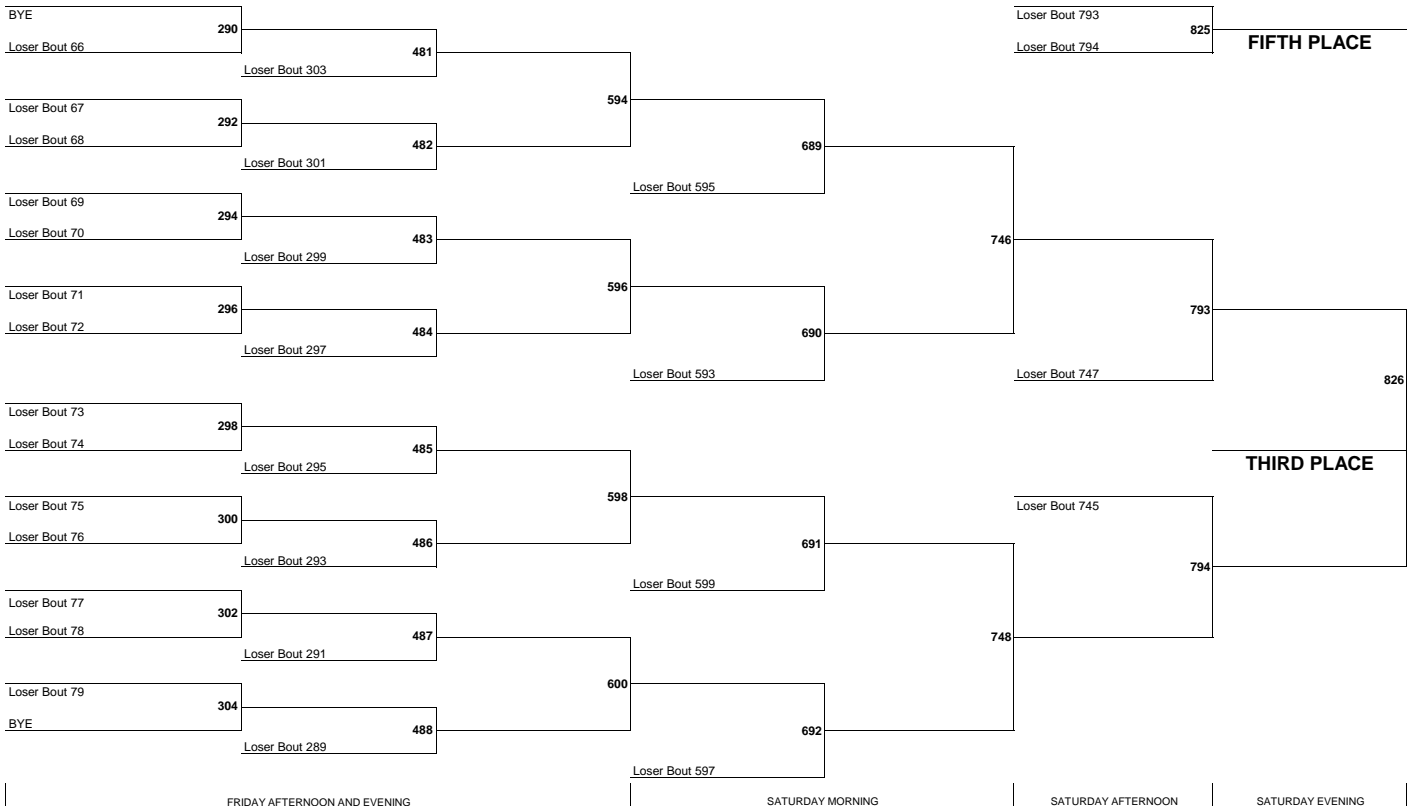 BYE
290
Loser Bout 66
481
Loser Bout 303
594
Loser Bout 67
292
Loser Bout 68
482
Loser Bout 301
689
Loser Bout 595
Loser Bout 69
294
Loser Bout 70
483
Loser Bout 299
596
Loser Bout 71
296
Loser Bout 72
484
Loser Bout 297
690
Loser Bout 593
746
793
Loser Bout 747
826
Loser Bout 73
298
Loser Bout 74
485
Loser Bout 295
598
Loser Bout 75
300
Loser Bout 76
486
Loser Bout 293
691
Loser Bout 599
Loser Bout 77
302
Loser Bout 78
487
Loser Bout 291
600
Loser Bout 79
304
BYE
488
Loser Bout 289
692
Loser Bout 597
748
Loser Bout 745
794
Loser Bout 793
825
Loser Bout 794
FIFTH PLACE
THIRD PLACE
FRIDAY AFTERNOON AND EVENING
SATURDAY MORNING
SATURDAY AFTERNOON
SATURDAY EVENING